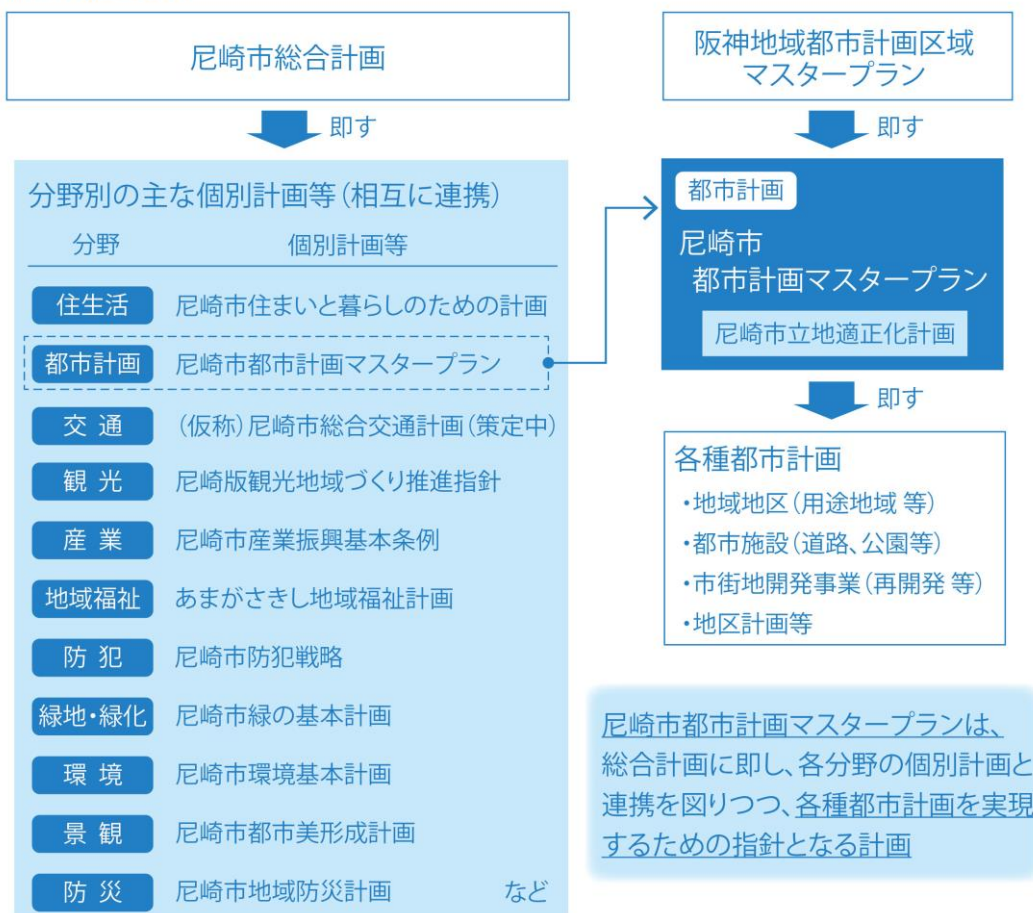 尼崎市総合計画
即す
分野別の主な個別計画等（相互に連携）
分野 個別計画等
住生活 尼崎市住まいと暮らしのための計画
都市計画 尼崎市都市計画マスタープラン
交 通 （仮称）尼崎市総合交通計画（策定中）
観 光 尼崎版観光地域づくり推進指針
産 業 尼崎市産業振興基本条例
地域福祉 あまがさきし地域福祉計画
防 犯 尼崎市防犯戦略
緑地・緑化 尼崎市緑の基本計画
環 境 尼崎市環境基本計画
景 観 尼崎市都市美形成計画
防 災 尼崎市地域防災計画 など
阪神地域都市計画区域
マスタープラン
即す
都市計画
尼崎市
都市計画マスタープラン
尼崎市立地適正化計画
即す
各種都市計画
・地域地区（用途地域 等）
・都市施設（道路、公園等）
・市街地開発事業（再開発 等）
・地区計画等
尼崎市都市計画マスタープランは、
総合計画に即し、各分野の個別計画と
連携を図りつつ、各種都市計画を実現
するための指針となる計画